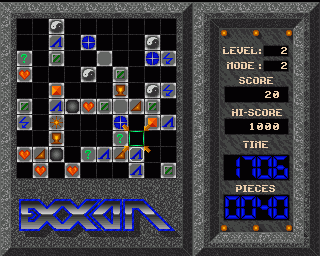 LEVEL: 2
MODE: 2
SCORE
20
HI-SCORE
1000
TIME
1706
PIECES
0040
EXXON